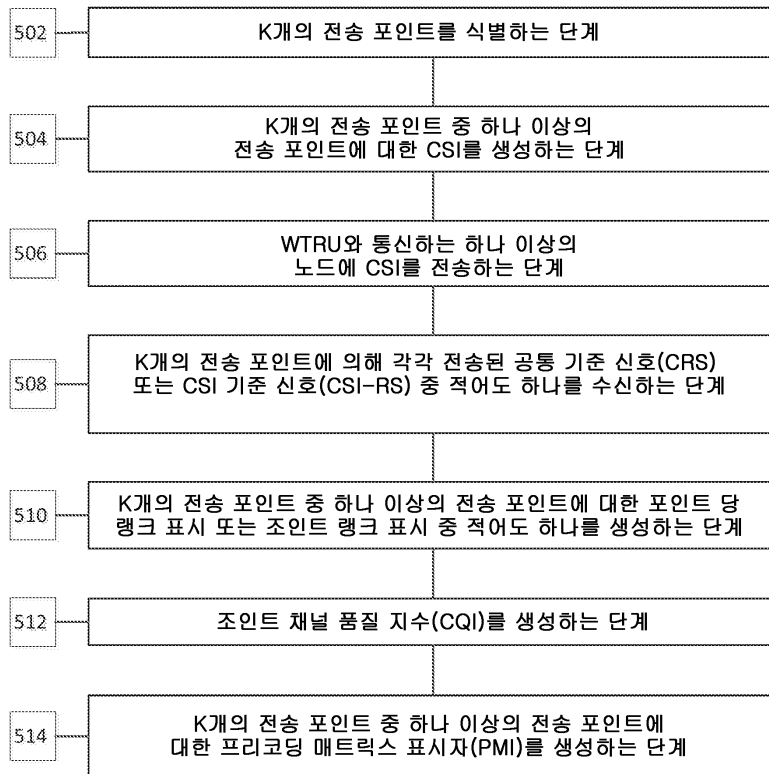 502
K개의 전송 포인트를 식별하는 단계
504
K개의 전송 포인트 중 하나 이상의
전송 포인트에 대한 CSI를 생성하는 단계
506
WTRU와 통신하는 하나 이상의
노드에 CSI를 전송하는 단계
508
K개의 전송 포인트에 의해 각각 전송된 공통 기준 신호(CRS)
또는 CSI 기준 신호(CSI-RS) 중 적어도 하나를 수신하는 단계
510
K개의 전송 포인트 중 하나 이상의 전송 포인트에 대한 포인트 당
랭크 표시 또는 조인트 랭크 표시 중 적어도 하나를 생성하는 단계
512
조인트 채널 품질 지수(CQI)를 생성하는 단계
514
K개의 전송 포인트 중 하나 이상의 전송 포인트에
대한 프리코딩 매트릭스 표시자(PMI)를 생성하는 단계